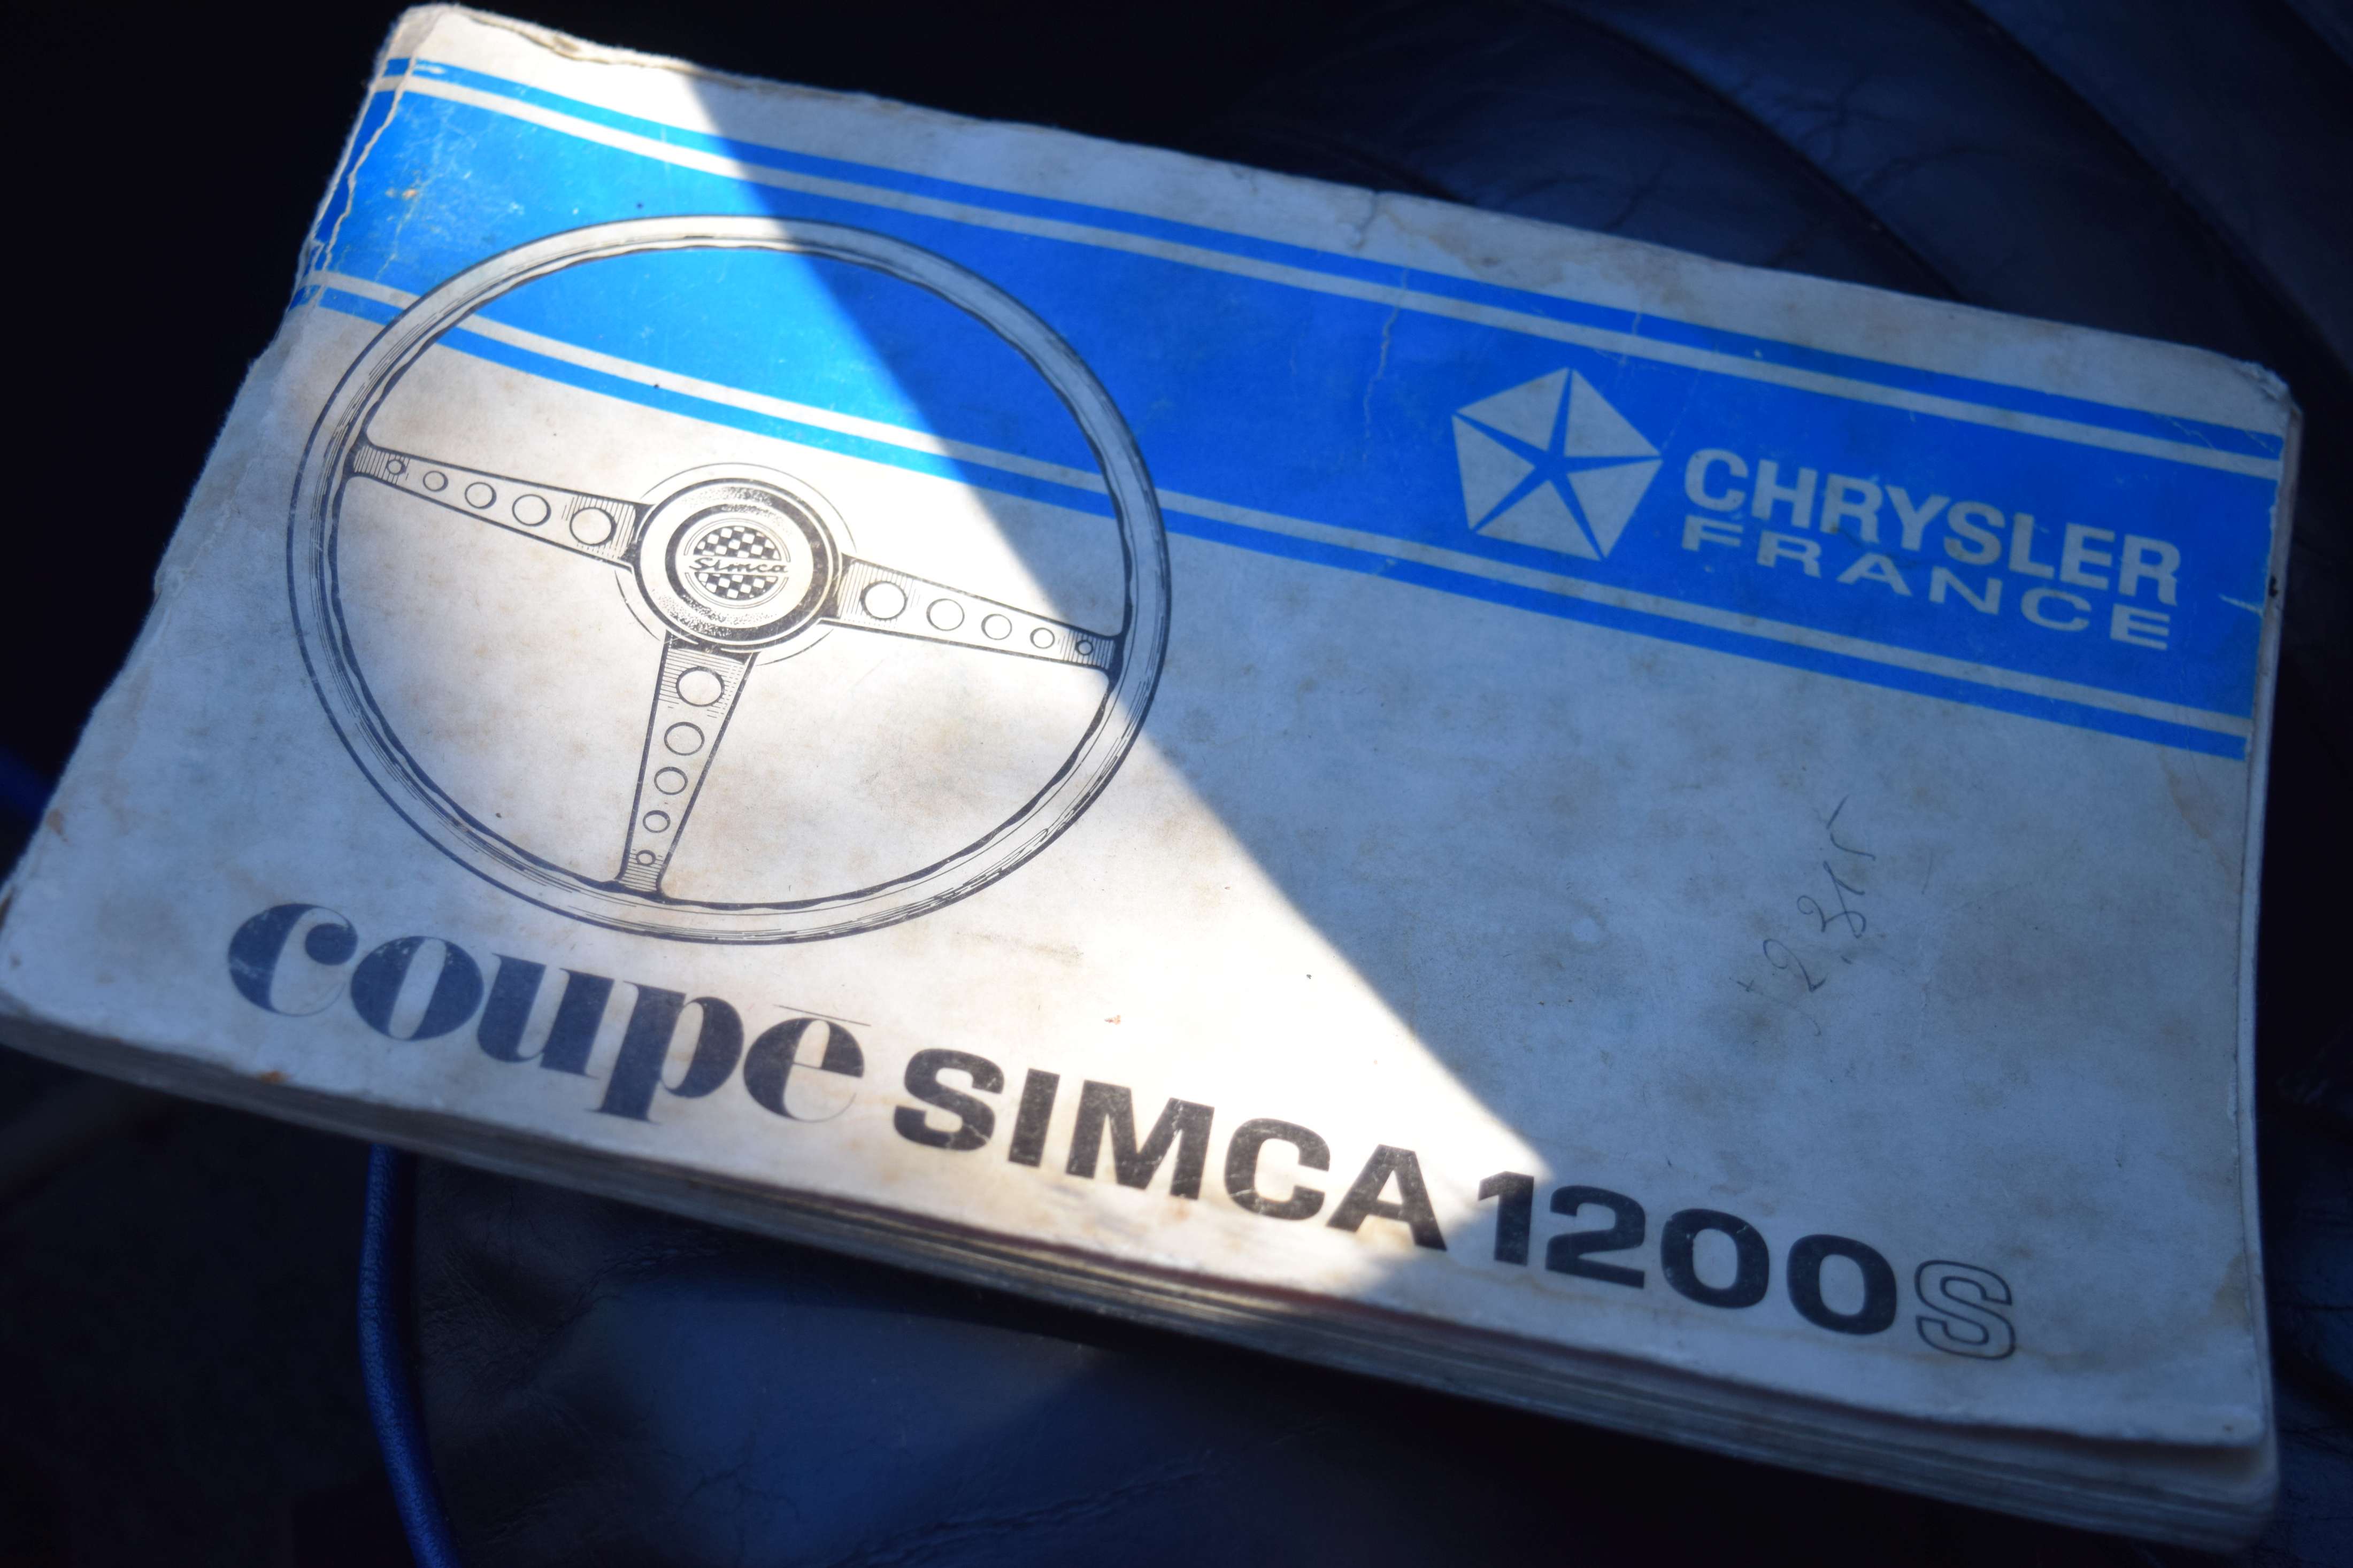 CHRYSLER
FRANCE
Simca
coupé SIMCA 1200S